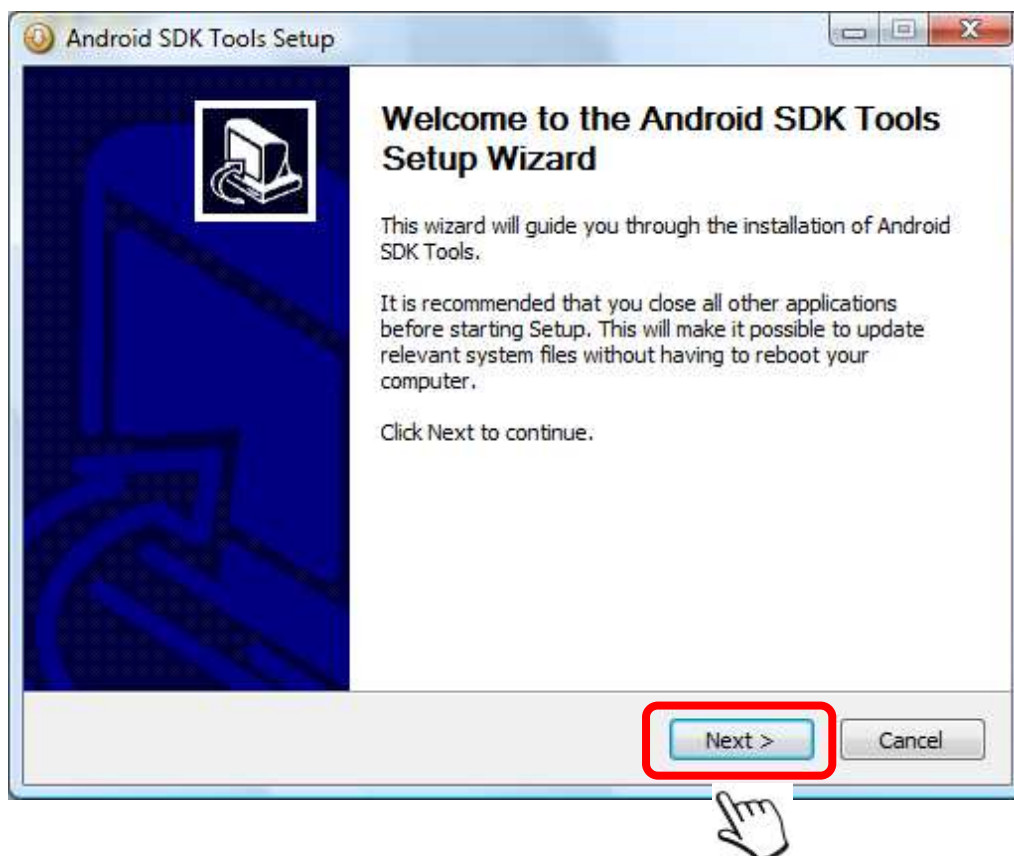 Android SDK Tools Setup
Welcome to the Android SDK Tools
Setup Wizard
This wizard will guide you through the installation of Android
SDK Tools.
It is recommended that you close all other applications
before starting Setup. This will make it possible to update
relevant system files without having to reboot your
computer.
Click Next to continue.
Next >
Cancel